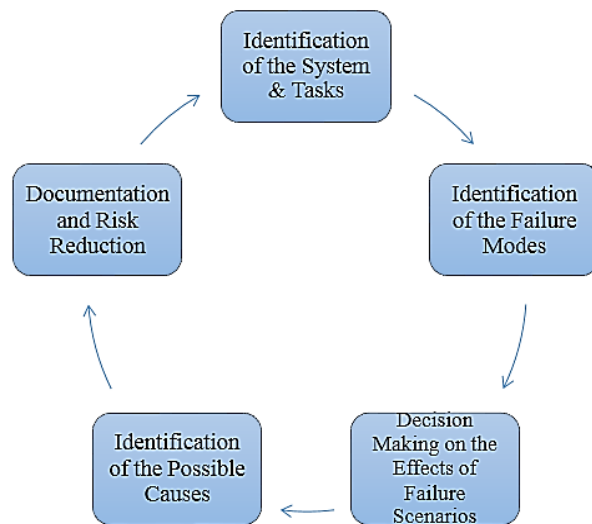 Identification
of the System
& Tasks
Identification
of the Failure
Modes
Decision
Making on the
Effects of
Failure
Scenarios
Identification
of the Possible
Causes
Documentation
and Risk
Reduction